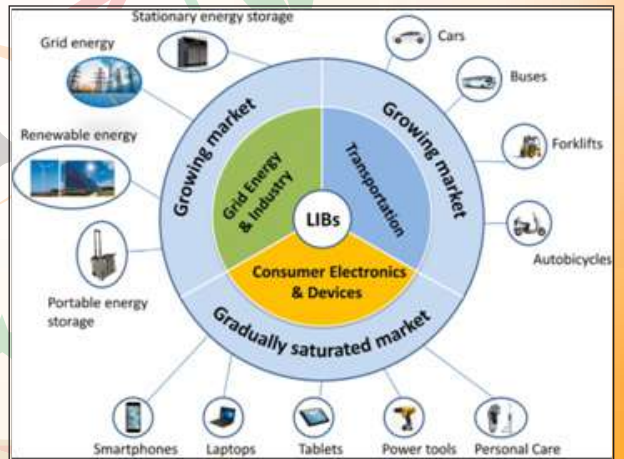 Stationary energy storage
Grid energy
Renewable energy
Portable energy
storage
Cars
Buses
Forklifts
Autobicycles
Growing market
Growing market
Gradually saturated market
Grid Energy
& Industry
Transportation
LIBs
Consumer Electronics
& Devices
Smartphones
Laptops
Tablets
Power tools
Personal Care